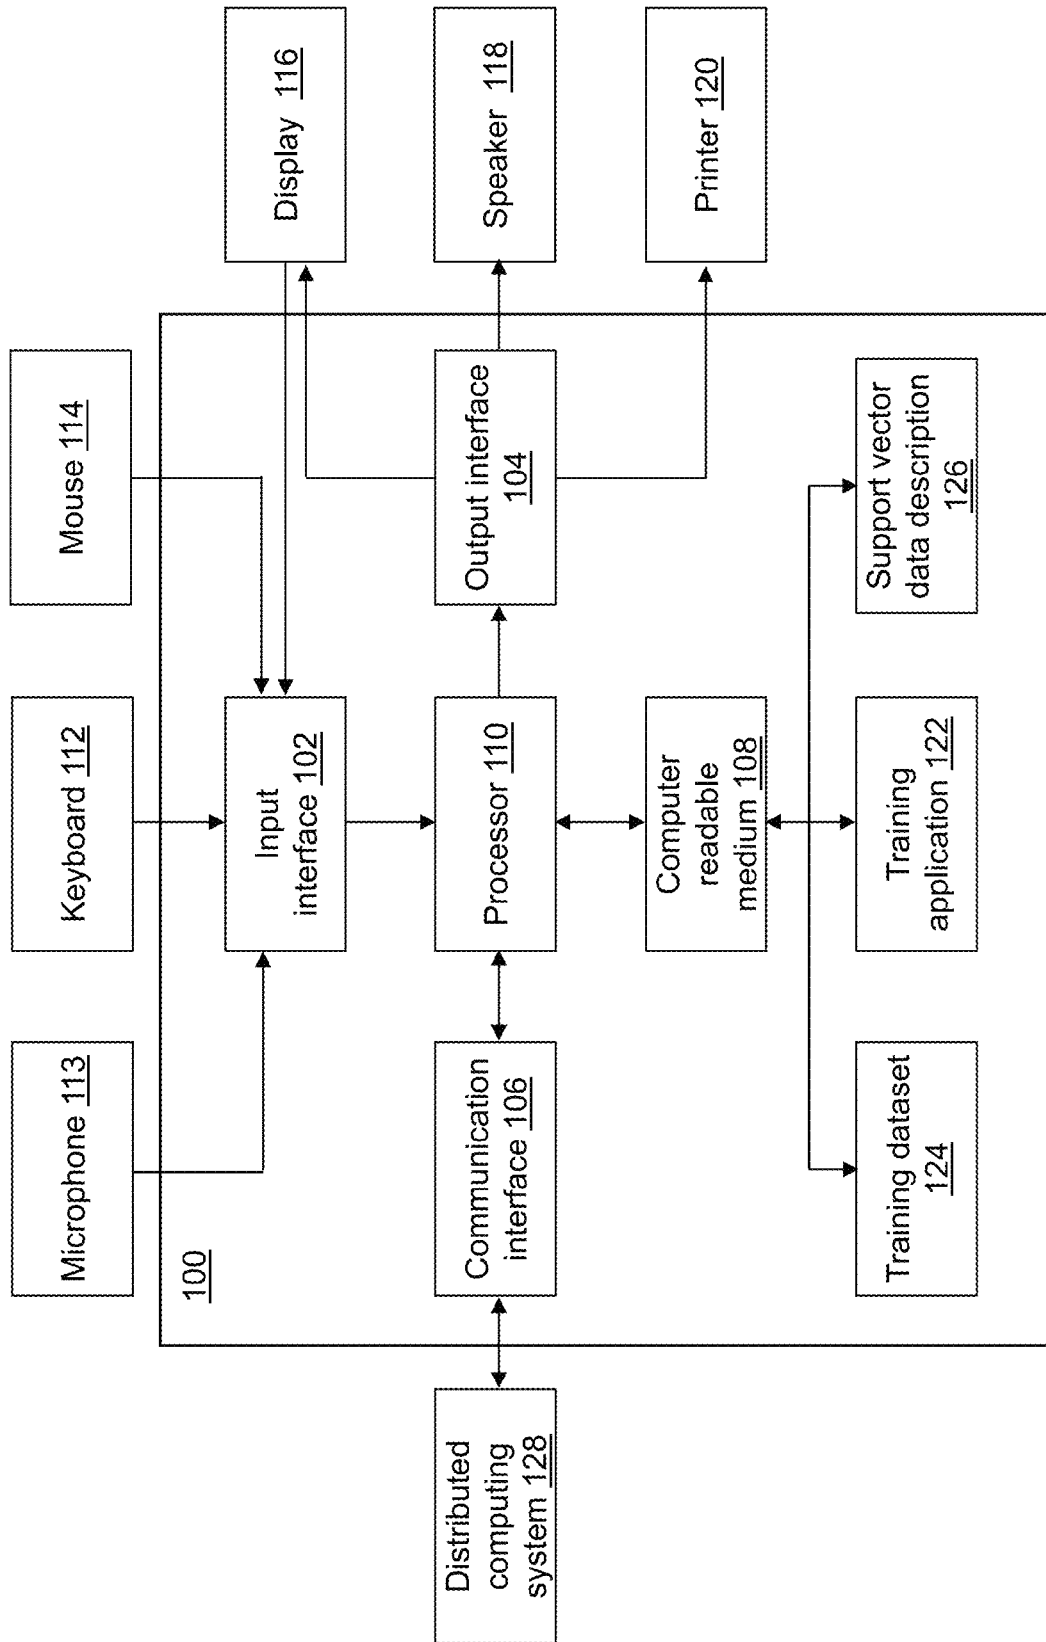 Microphone 113
Keyboard 112
Mouse 114
100
Input
interface 102
Display 116
Distributed
computing
system 128
Communication
interface 106
Processor 110
Output interface
104
Speaker 118
Computer
readable
medium 108
Printer 120
Training dataset
124
Training
application 122
Support vector
data description
126